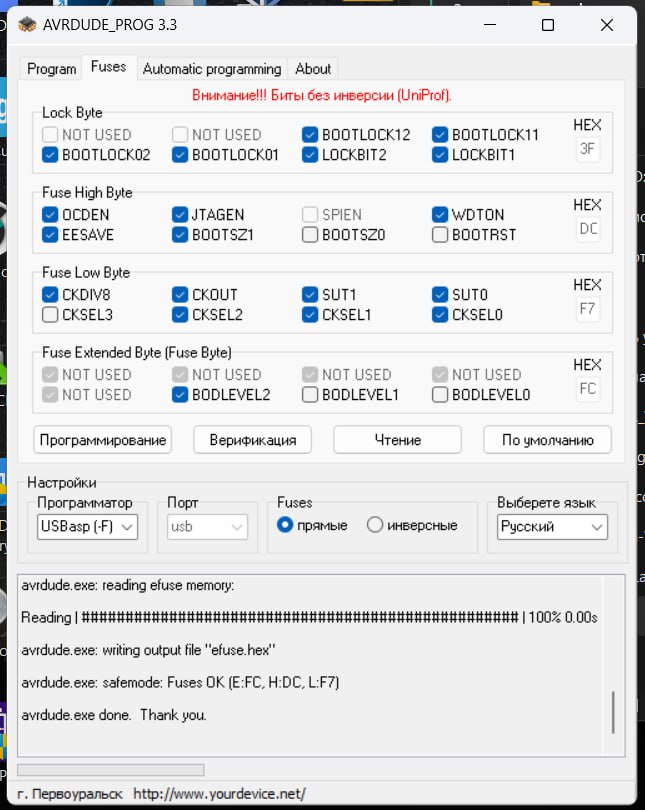 AVRDUDE_PROG 3.3
Program Fuses Automatic programming About
Внимание!!! Биты без инверсии (UniProf).
Lock Byte
HEX
NOT USED NOT USED BOOTLOCK12 BOOTLOCK11
3F
BOOTLOCK02 BOOTLOCK01 LOCKBIT2 LOCKBIT1
Fuse High Byte
HEX
OCDEN JTAGEN SPIEN WDTON
DC
EESAVE BOOTSZ1 BOOTSZ0 BOOTRST
Fuse Low Byte
HEX
CKDIV8 CKOUT SUT1 SUT0
F7
CKSEL3 CKSEL2 CKSEL1 CKSEL0
Fuse Extended Byte (Fuse Byte)
HEX
NOT USED NOT USED NOT USED NOT USED
FC
NOT USED BODLEVEL2 BODLEVEL1 BODLEVEL0
Программирование Верификация Чтение По умолчанию
Настройки
Программатор Порт Fuses Выберете язык
USBasp (-F) usb прямые инверсные Русский
avrdude.exe: reading efuse memory:
Reading | ################################################## | 100% 0.00s
avrdude.exe: writing output file "efuse.hex"
avrdude.exe: safemode: Fuses OK (E:FC, H:DC, L:F7)
avrdude.exe done. Thank you.
г. Первоуральск http://www.yourdevice.net/